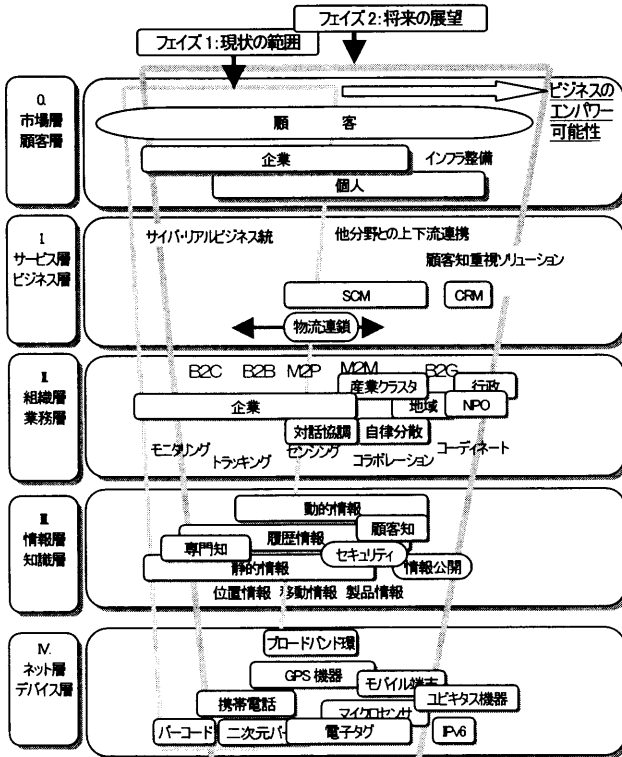 フェイズ2:将来の展望
フェイズ1:現状の範囲
0.
市場層
顧客層
ビジネスの
エンパワー
可能性
顧 客
企業
インフラ整備
個人
I.
サービス層
ビジネス層
サイバ・リアルビジネス統
他分野との上下流連携
顧客知重視ソリューション
SCM
CRM
物流連鎖
II.
組織層
業務層
B2C B2B M2P M2M B2G
産業クラスタ
行政
企業
地域
NPO
対話協調
自律分散
モニタリング
トラッキング
センシング
コラボレーション
コーディネート
III.
情報層
知識層
動的情報
履歴情報
顧客知
専門知
セキュリティ
静的情報
情報公開
位置情報 移動情報 製品情報
IV.
ネット層
デバイス層
ブロードバンド環
GPS機器
モバイル端末
携帯電話
ユビキタス機器
マイクロセンサ
バーコード
二次元バー
電子タグ
IPv6